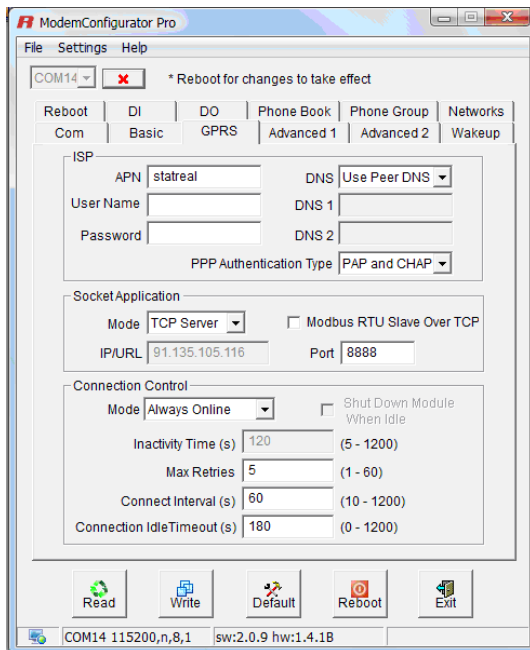 ModemConfigurator Pro
File Settings Help
COM14 * Reboot for changes to take effect
Reboot DI DO Phone Book Phone Group Networks
Com Basic GPRS Advanced 1 Advanced 2 Wakeup
ISP
APN statreal DNS Use Peer DNS
User Name DNS 1
Password DNS 2
PPP Authentication Type PAP and CHAP
Socket Application
Mode TCP Server Modbus RTU Slave Over TCP
IP/URL 91.135.105.116 Port 8888
Connection Control
Mode Always Online Shut Down Module
When Idle
Inactivity Time (s) 120 (5 - 1200)
Max Retries 5 (1 - 60)
Connect Interval (s) 60 (10 - 1200)
Connection IdleTimeout (s) 180 (0 - 1200)
Read Write Default Reboot Exit
COM14 115200,n,8,1 sw:2.0.9 hw:1.4.1B